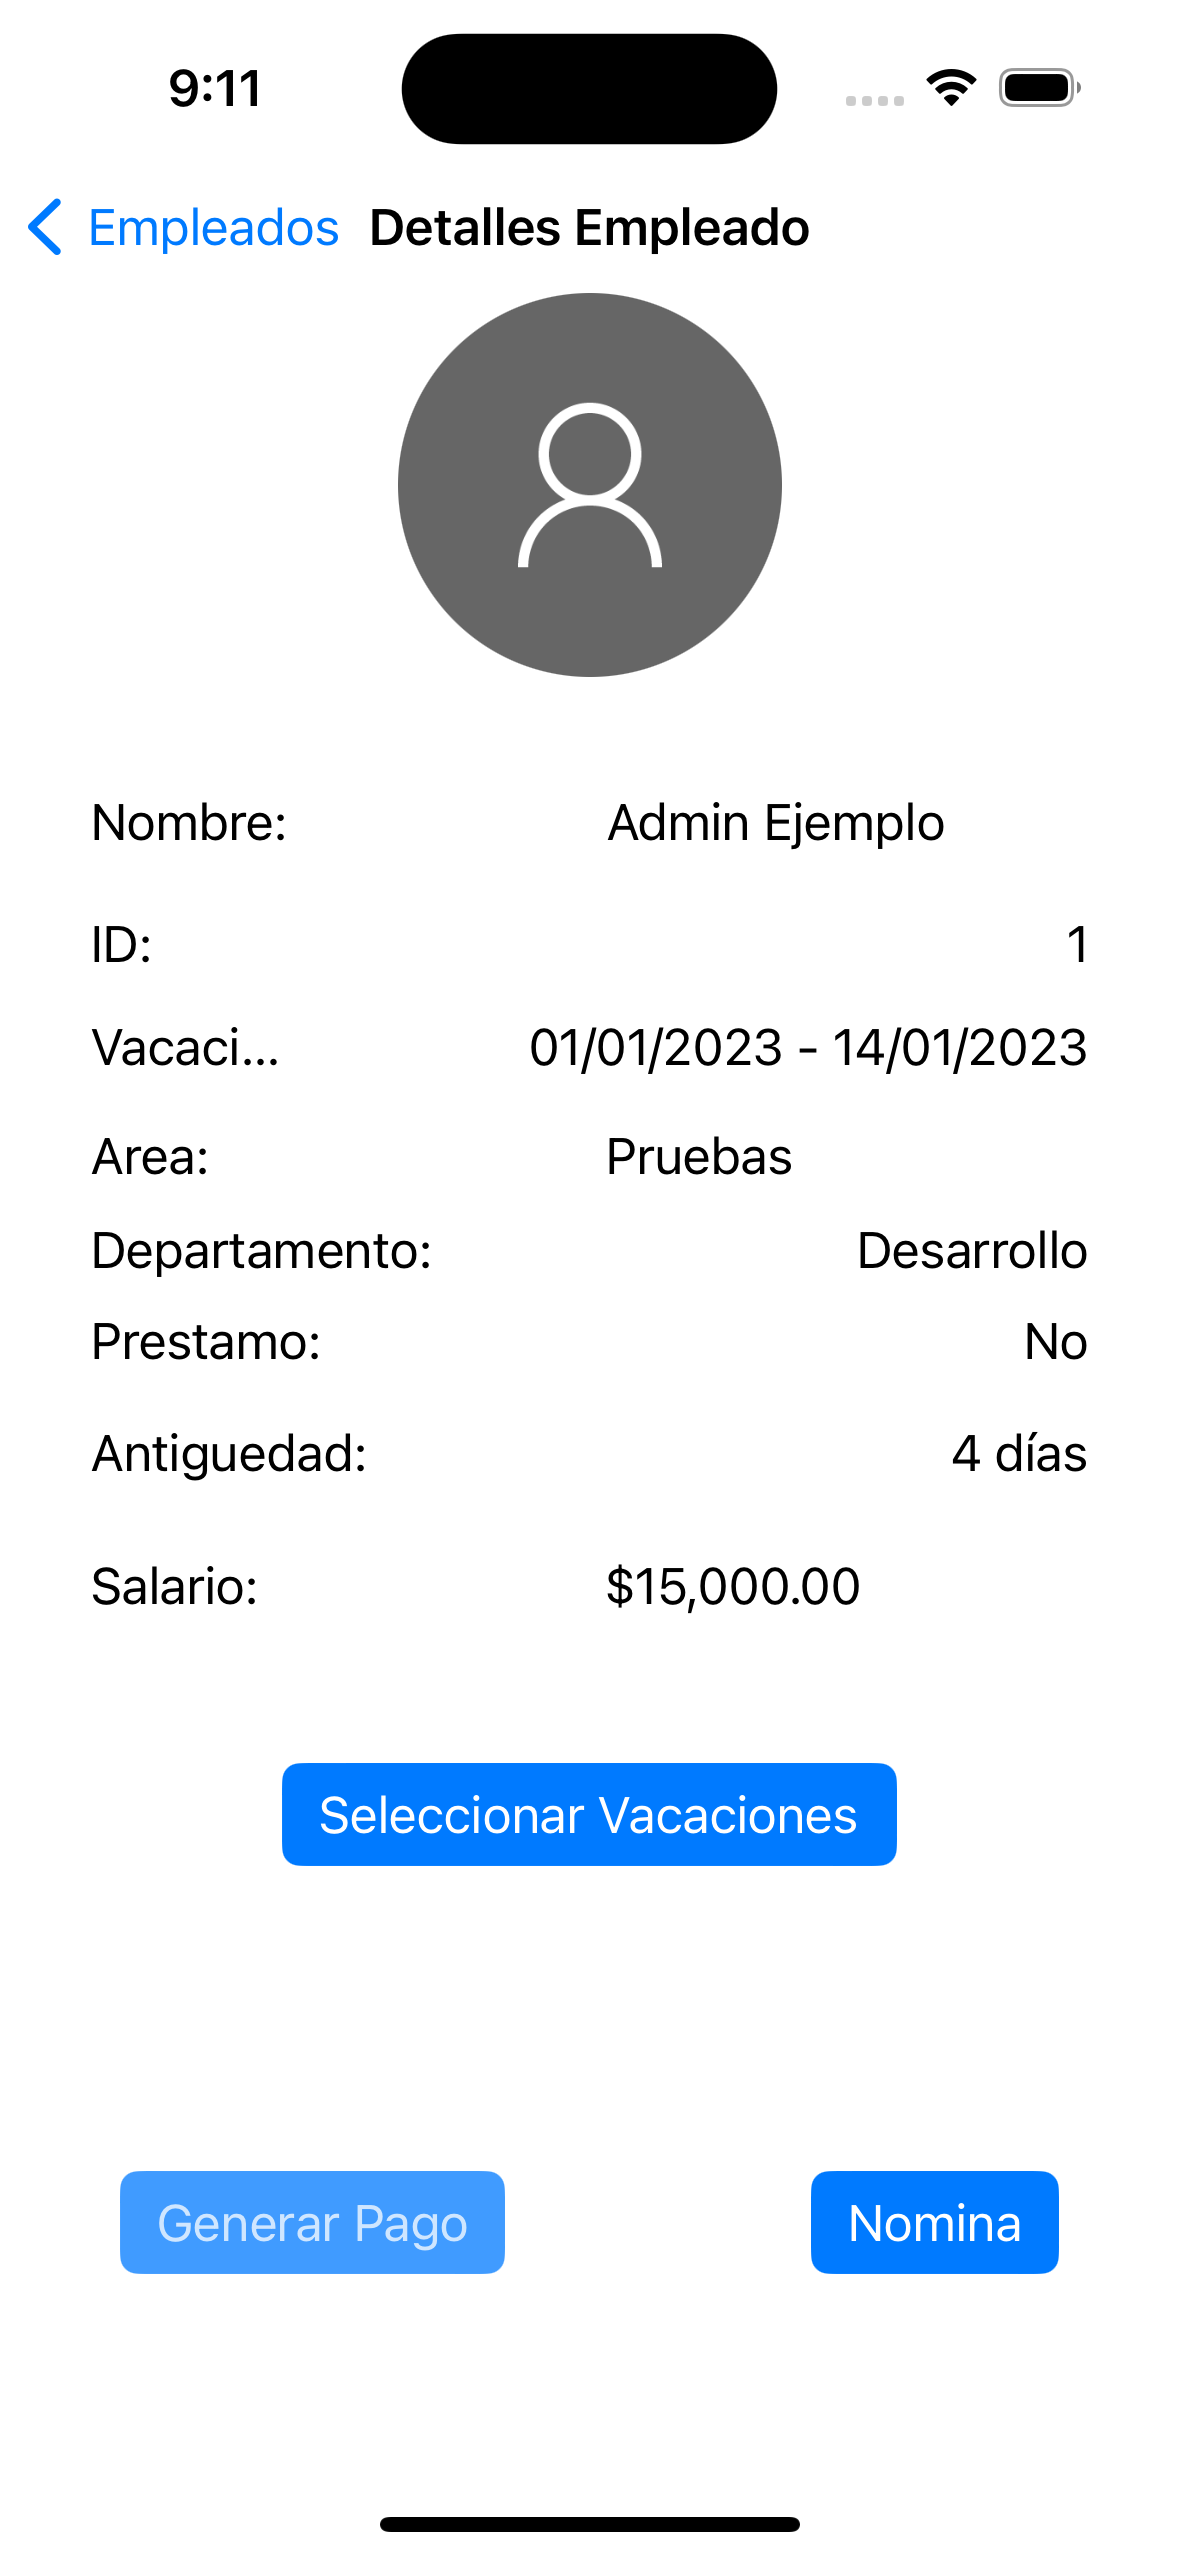 9:11
Empleados Detalles Empleado
Nombre: Admin Ejemplo
ID: 1
Vacaci... 01/01/2023 - 14/01/2023
Area: Pruebas
Departamento: Desarrollo
Prestamo: No
Antiguedad: 4 días
Salario: $15,000.00
Seleccionar Vacaciones
Generar Pago Nomina